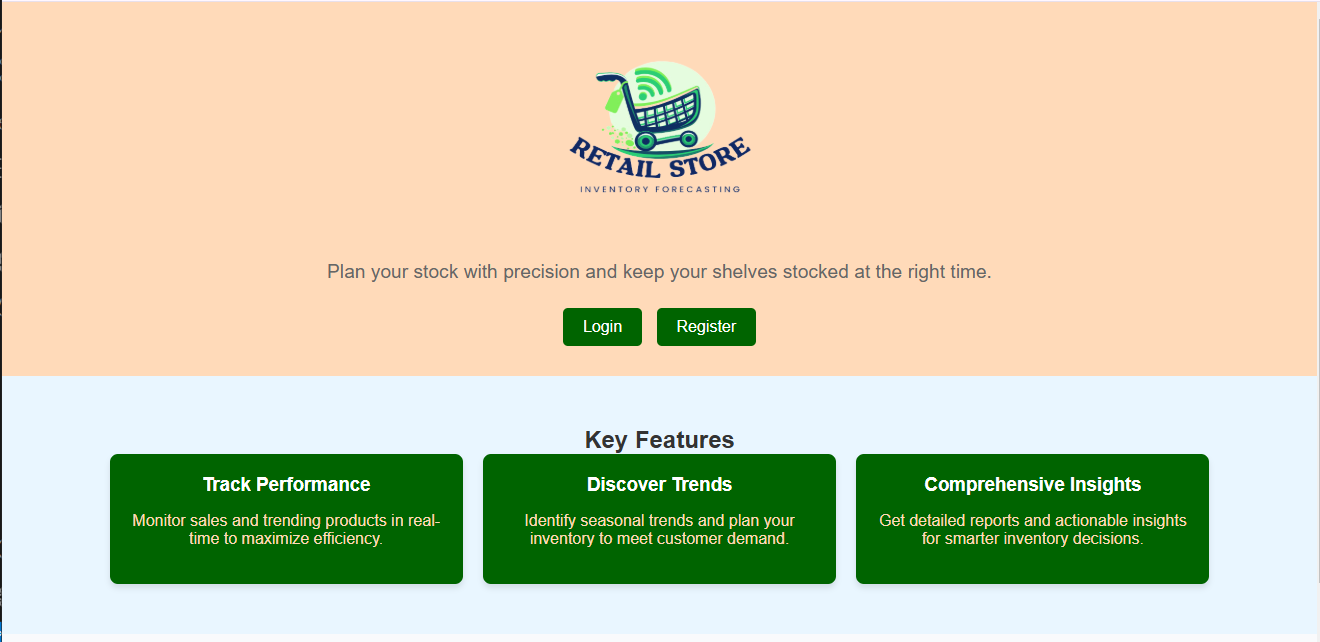 RETAIL STORE
INVENTORY FORECASTING
Plan your stock with precision and keep your shelves stocked at the right time.
Login
Register
Key Features
Track Performance
Monitor sales and trending products in real-
time to maximize efficiency.
Discover Trends
Identify seasonal trends and plan your
inventory to meet customer demand.
Comprehensive Insights
Get detailed reports and actionable insights
for smarter inventory decisions.